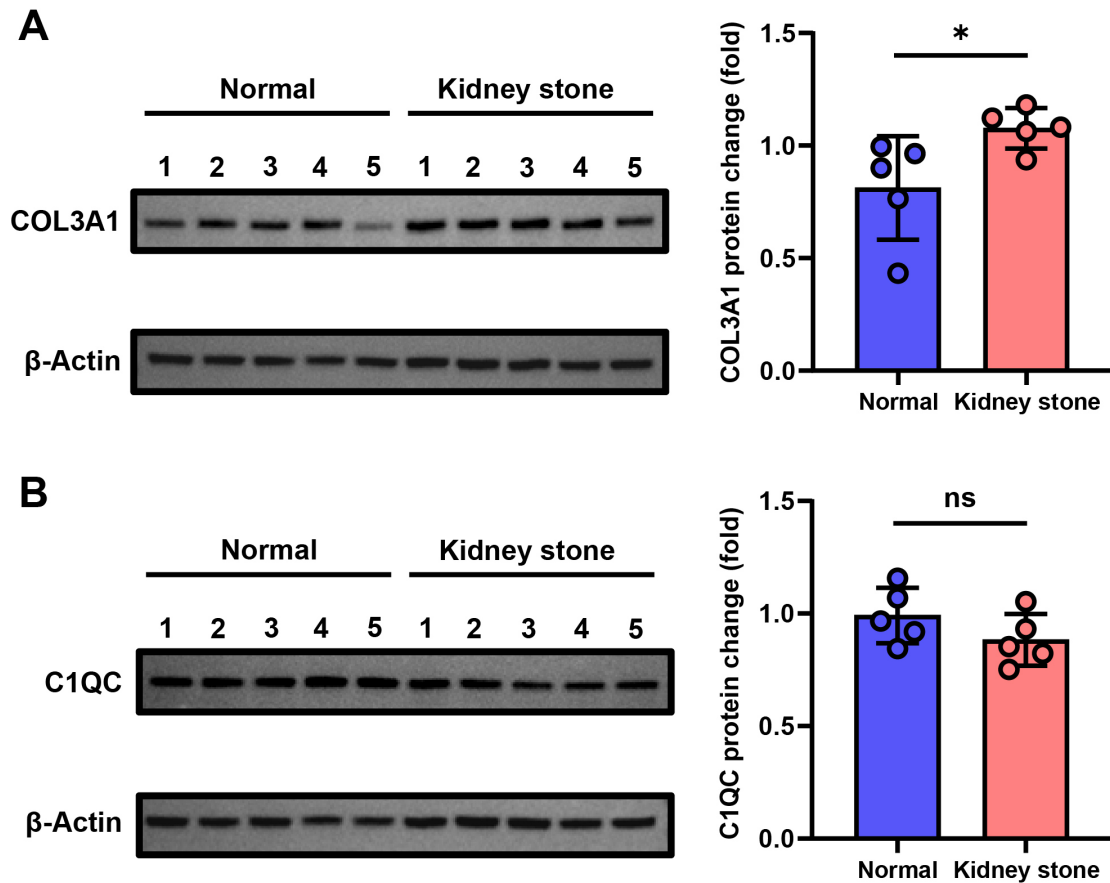 A
Normal Kidney stone
1 2 3 4 5 1 2 3 4 5
COL3A1
β-Actin
COL3A1 protein change (fold)
1.5
1.0
0.5
0.0
*
Normal Kidney stone
B
Normal Kidney stone
1 2 3 4 5 1 2 3 4 5
C1QC
β-Actin
C1QC protein change (fold)
1.5
1.0
0.5
0.0
ns
Normal Kidney stone